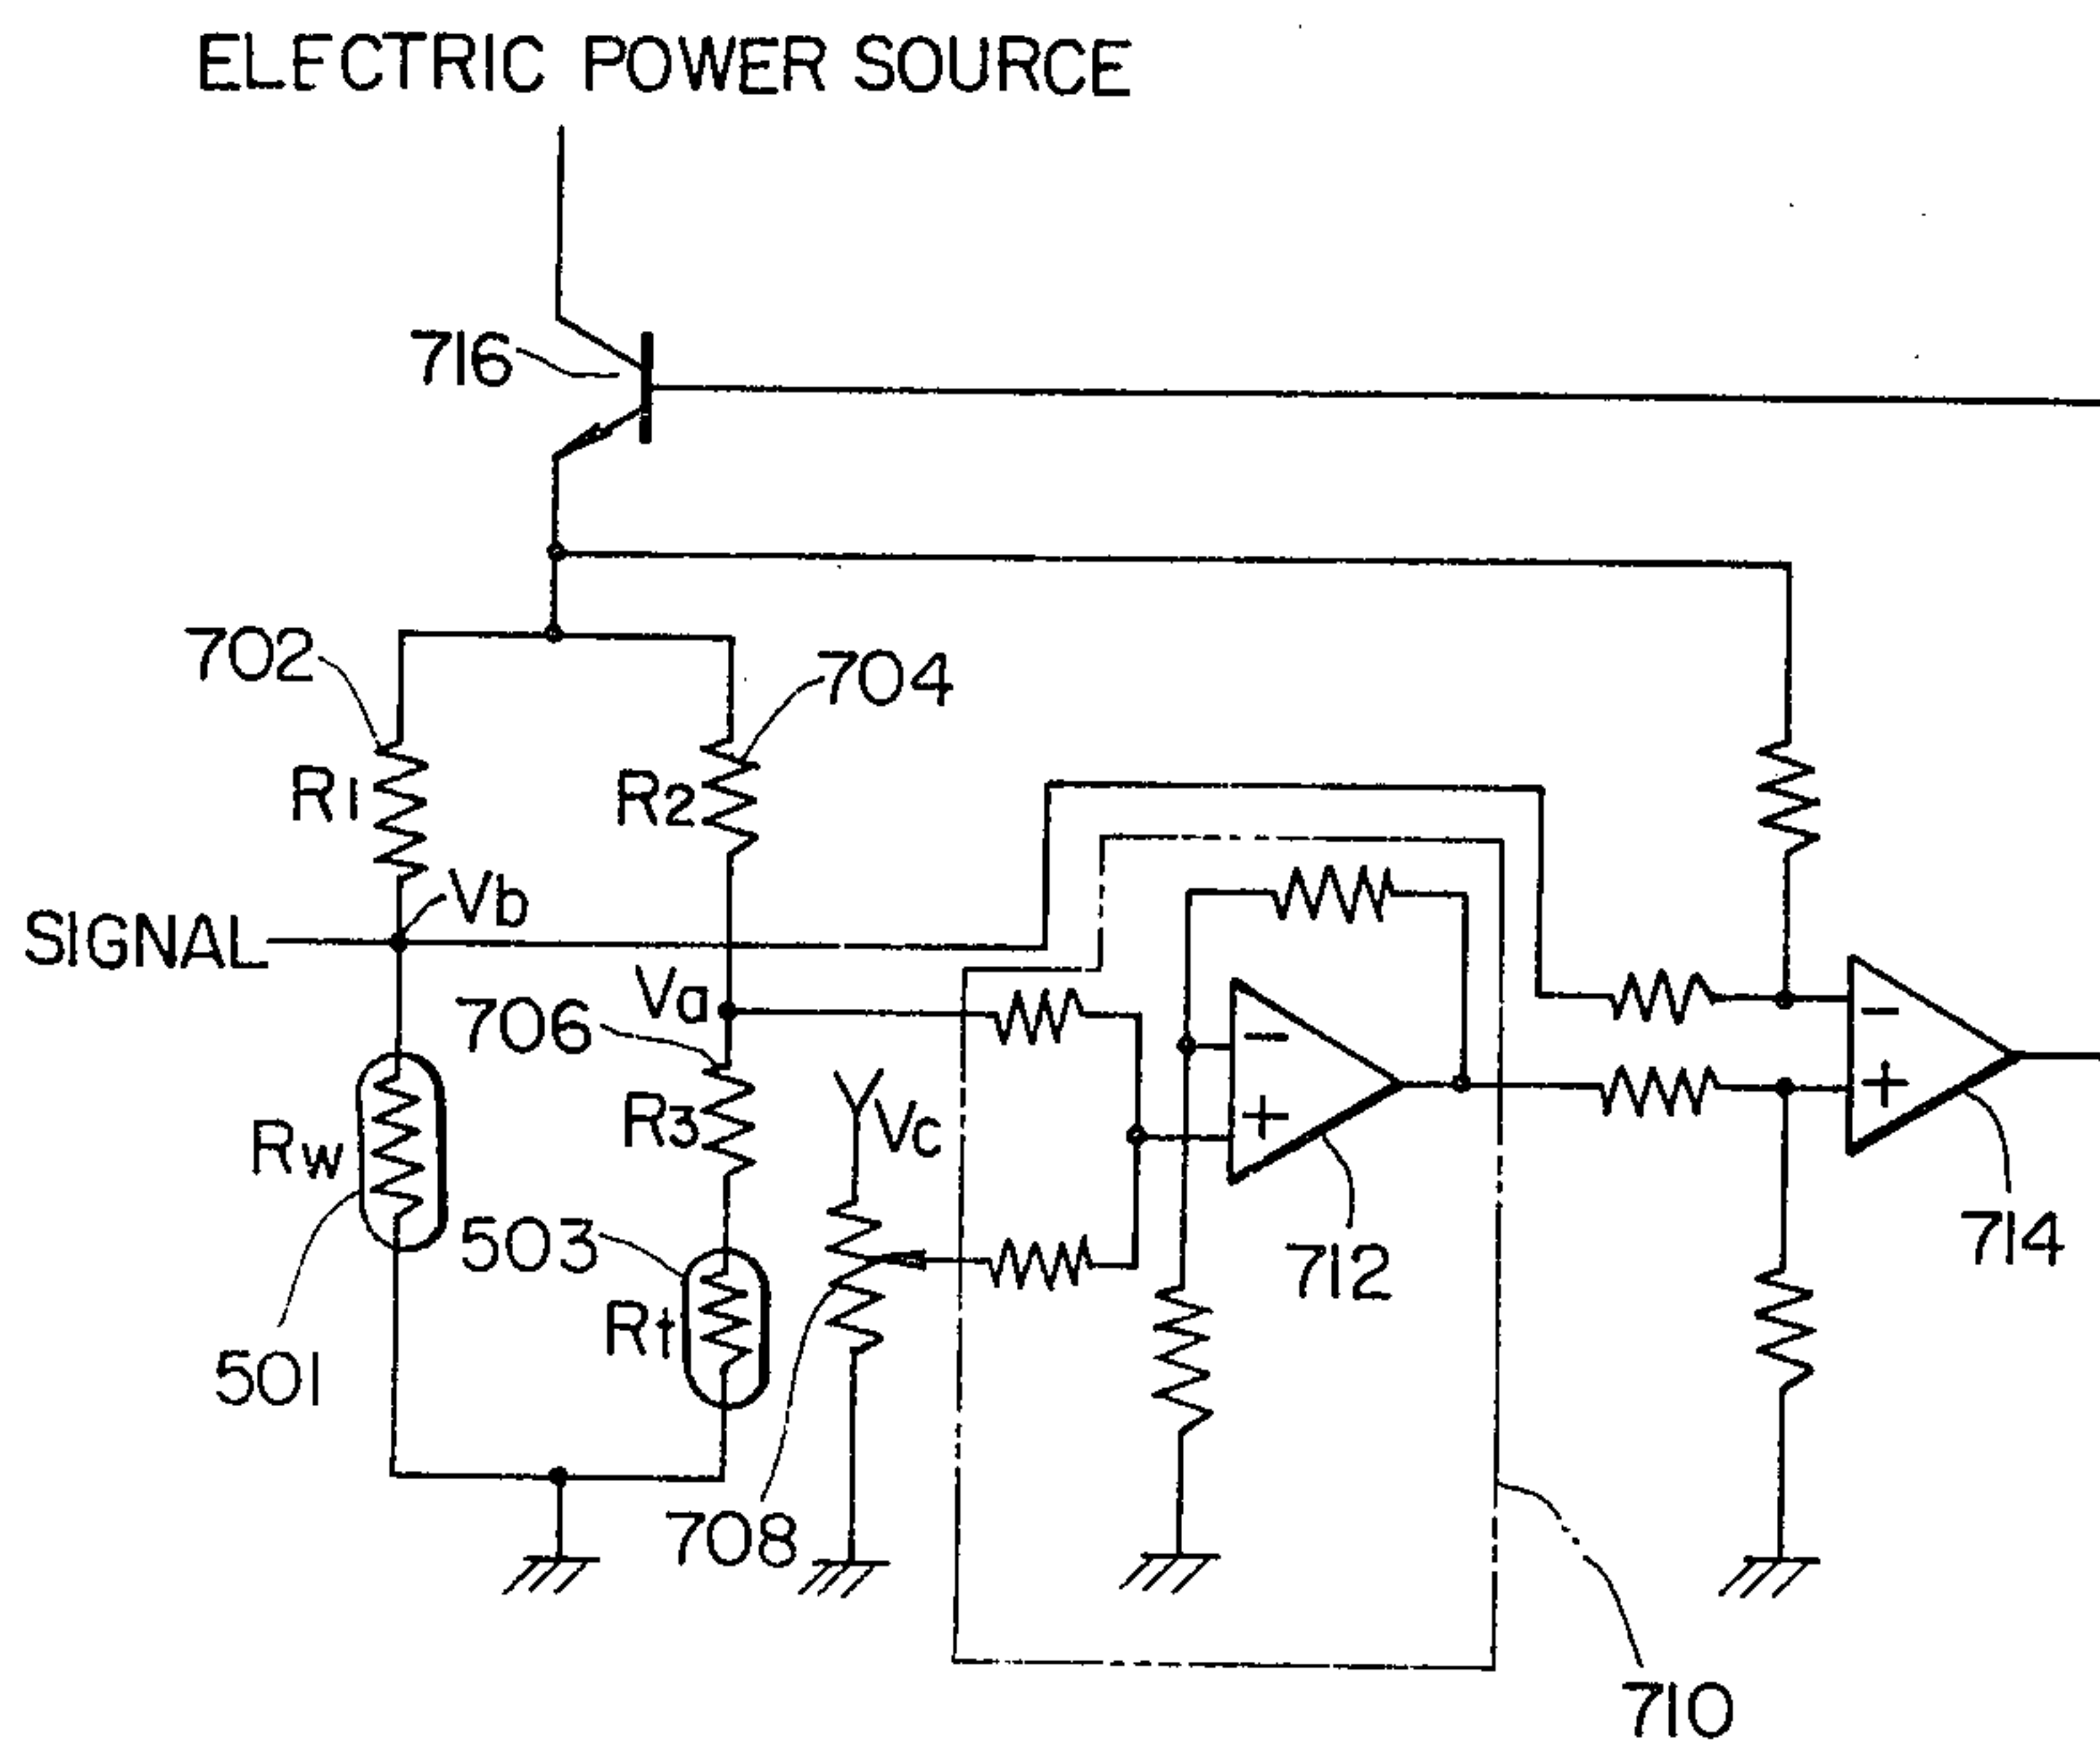 ELECTRIC POWER SOURCE
716
702
704
R1
R2
Vb
SIGNAL
Va
706
R3
Vc
Rw
503
Rt
501
708
-
+
712
-
+
714
710